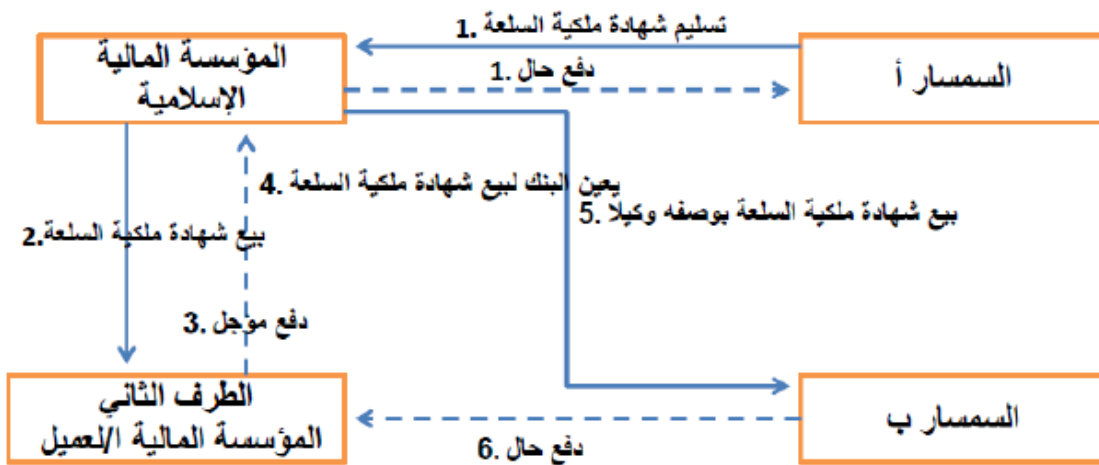 تسليم شهادة ملكية السلعة .1
المؤسسة المالية
الإسلامية
دفع حال .1
السمسار أ
يعين البنك لبيع شهادة ملكية السلعة .4
بيع شهادة ملكية السلعة بوصفه وكيلا .5
بيع شهادة ملكية السلعة.2
دفع مؤجل .3
الطرف الثاني
المؤسسة المالية ا/لعميل
السمسار ب
دفع حال .6